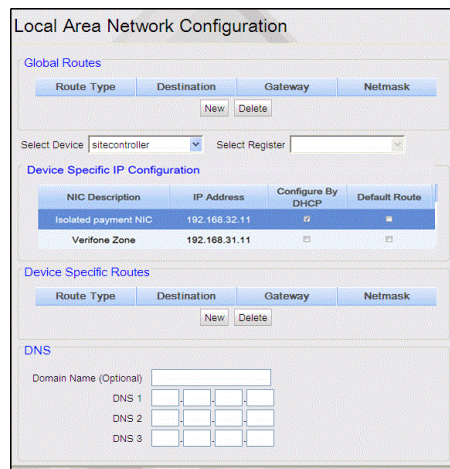 Local Area Network Configuration
Global Routes
Route Type Destination Gateway Netmask
New Delete
Select Device sitecontroller Select Register
Device Specific IP Configuration
NIC Description IP Address Configure By DHCP Default Route
Isolated payment NIC 192.168.32.11
Verifone Zone 192.168.31.11
Device Specific Routes
Route Type Destination Gateway Netmask
New Delete
DNS
Domain Name (Optional)
DNS 1 . . .
DNS 2 . . .
DNS 3 . . .